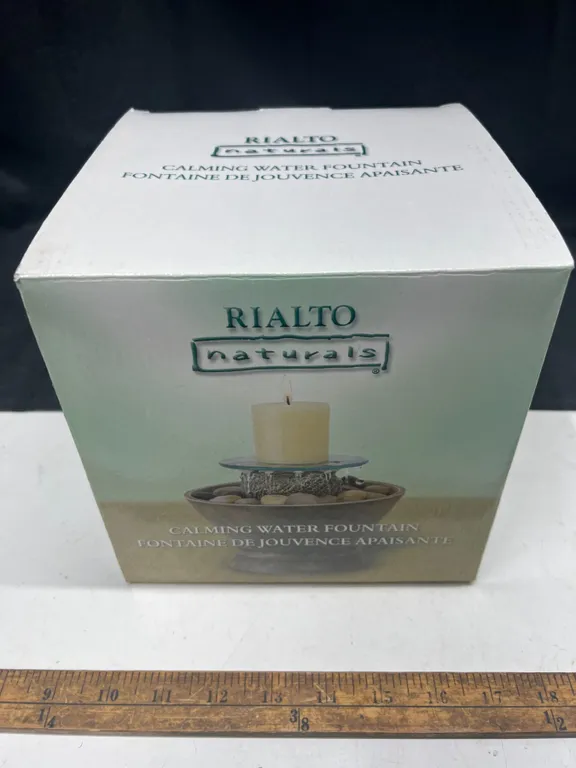 RIALTO
naturals®
CALMING WATER FOUNTAIN
FONTAINE DE JOUVENCE APAISANTE
RIALTO
naturals®
CALMING WATER FOUNTAIN
FONTAINE DE JOUVENCE APAISANTE
9 10 11 12 13 14 15 16 17 18
1/4 3/8 1/2